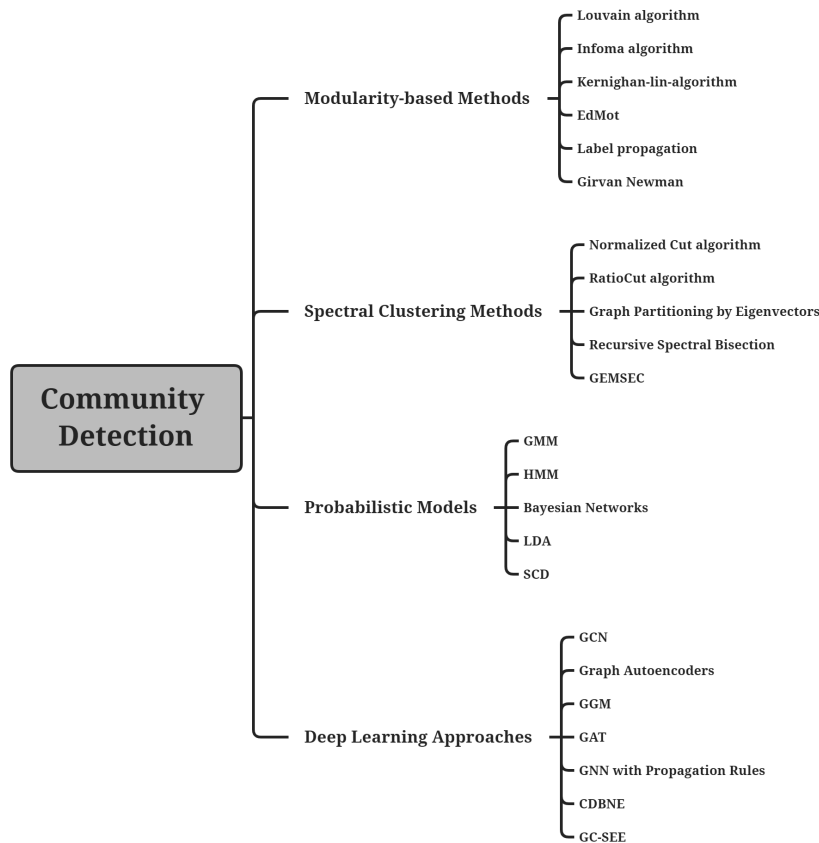 Community
Detection
Modularity-based Methods
Louvain algorithm
Infoma algorithm
Kernighan-lin-algorithm
EdMot
Label propagation
Girvan Newman
Spectral Clustering Methods
Normalized Cut algorithm
RatioCut algorithm
Graph Partitioning by Eigenvectors
Recursive Spectral Bisection
GEMSEC
Probabilistic Models
GMM
HMM
Bayesian Networks
LDA
SCD
Deep Learning Approaches
GCN
Graph Autoencoders
GGM
GAT
GNN with Propagation Rules
CDBNE
GC-SEE